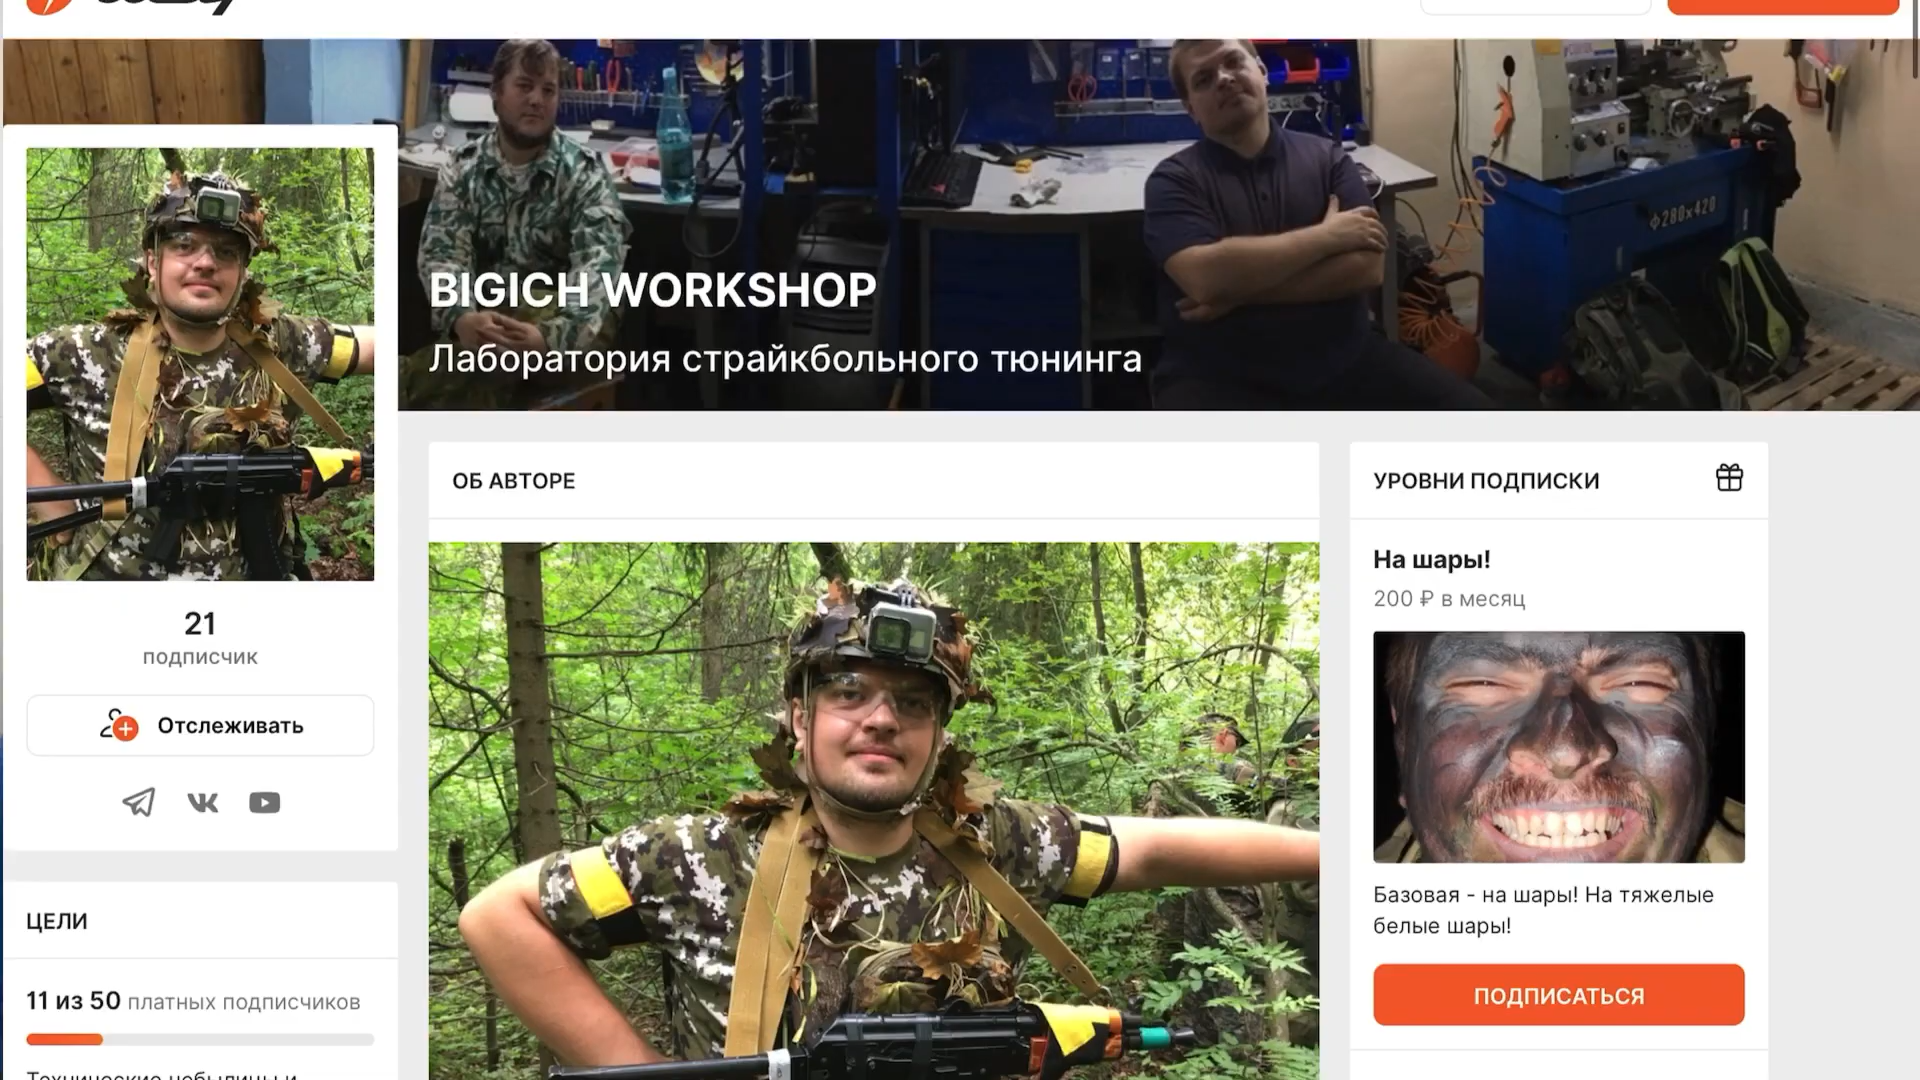 Ф280х420
BIGICH WORKSHOP
Лаборатория страйкбольного тюнинга
21
подписчик
Отслеживать
ЦЕЛИ
11 из 50 платных подписчиков
ОБ АВТОРЕ
УРОВНИ ПОДПИСКИ
На шары!
200 ₽ в месяц
Базовая - на шары! На тяжелые
белые шары!
ПОДПИСАТЬСЯ